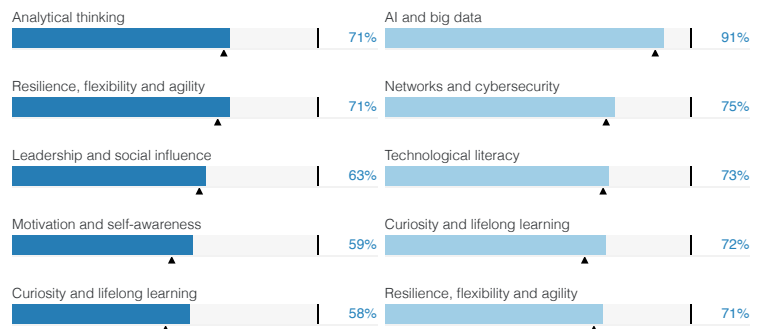 Analytical thinking
71%
Resilience, flexibility and agility
71%
Leadership and social influence
63%
Motivation and self-awareness
59%
Curiosity and lifelong learning
58%
AI and big data
91%
Networks and cybersecurity
75%
Technological literacy
73%
Curiosity and lifelong learning
72%
Resilience, flexibility and agility
71%